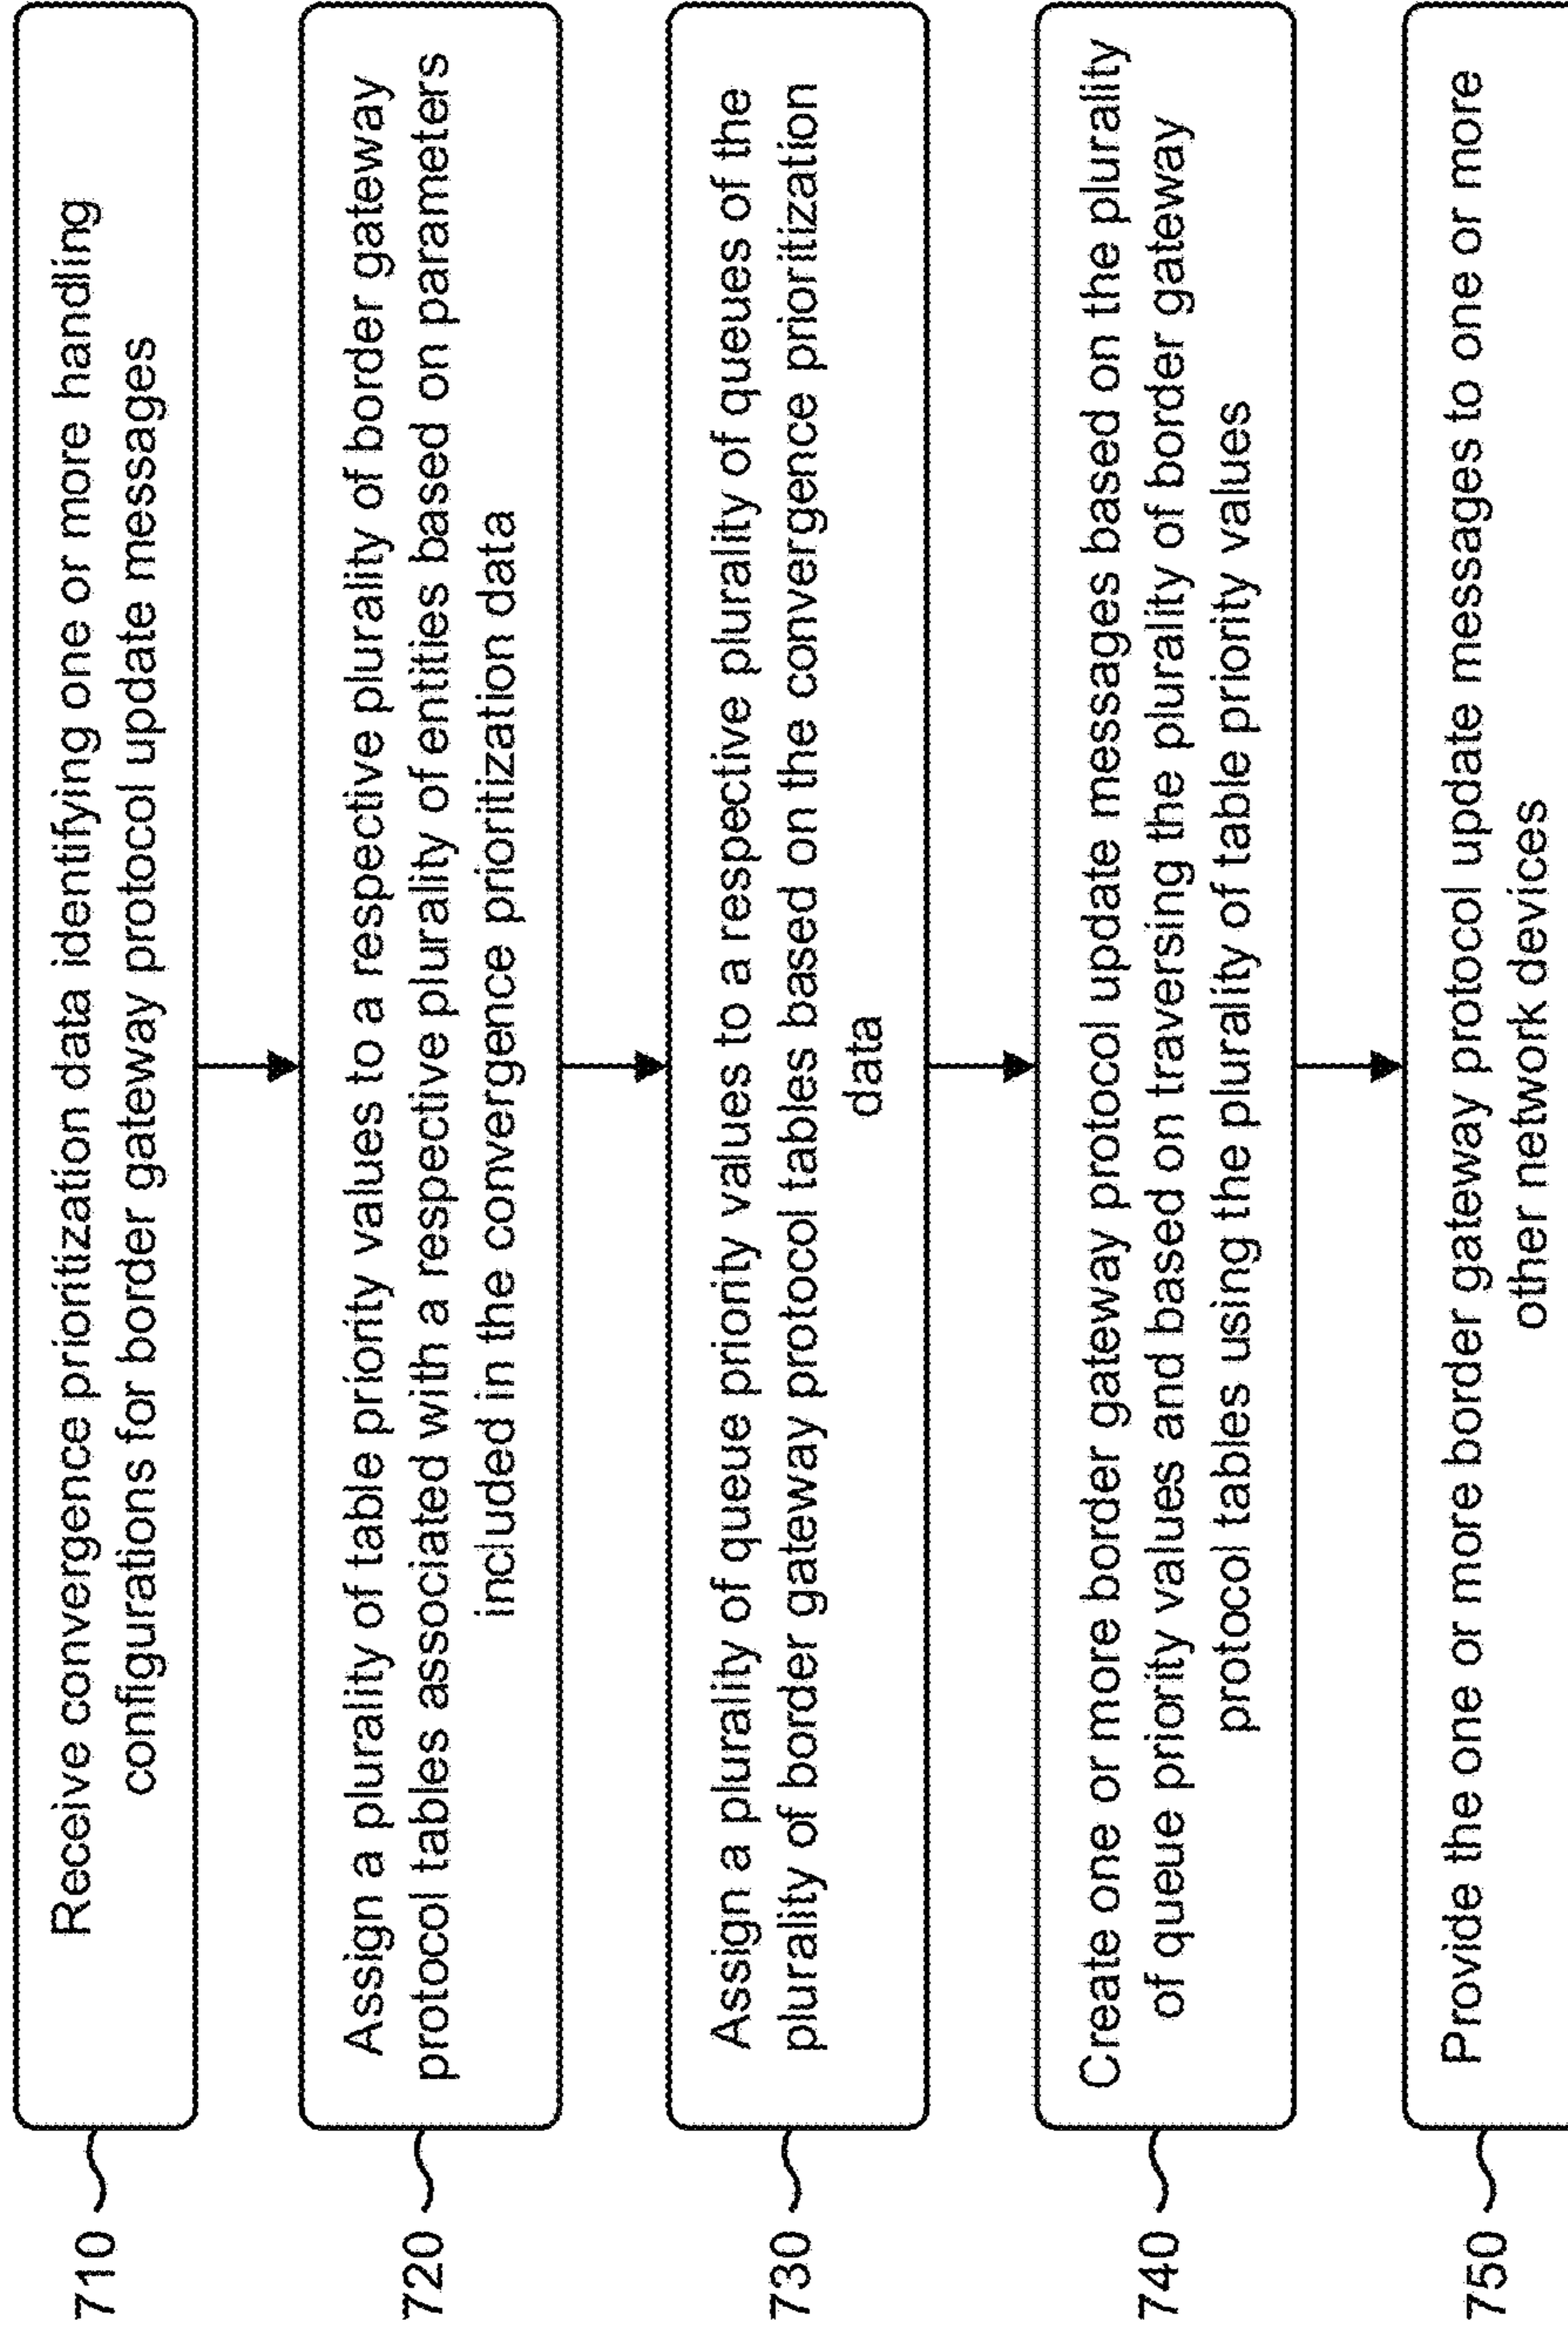 710
Receive convergence prioritization data identifying one or more handling
configurations for border gateway protocol update messages
720
Assign a plurality of table priority values to a respective plurality of border gateway
protocol tables associated with a respective plurality of entities based on parameters
included in the convergence prioritization data
730
Assign a plurality of queue priority values to a respective plurality of queues of the
plurality of border gateway protocol tables based on the convergence prioritization
data
740
Create one or more border gateway protocol update messages based on the plurality
of queue priority values and based on traversing the plurality of border gateway
protocol tables using the plurality of table priority values
750
Provide the one or more border gateway protocol update messages to one or more
other network devices